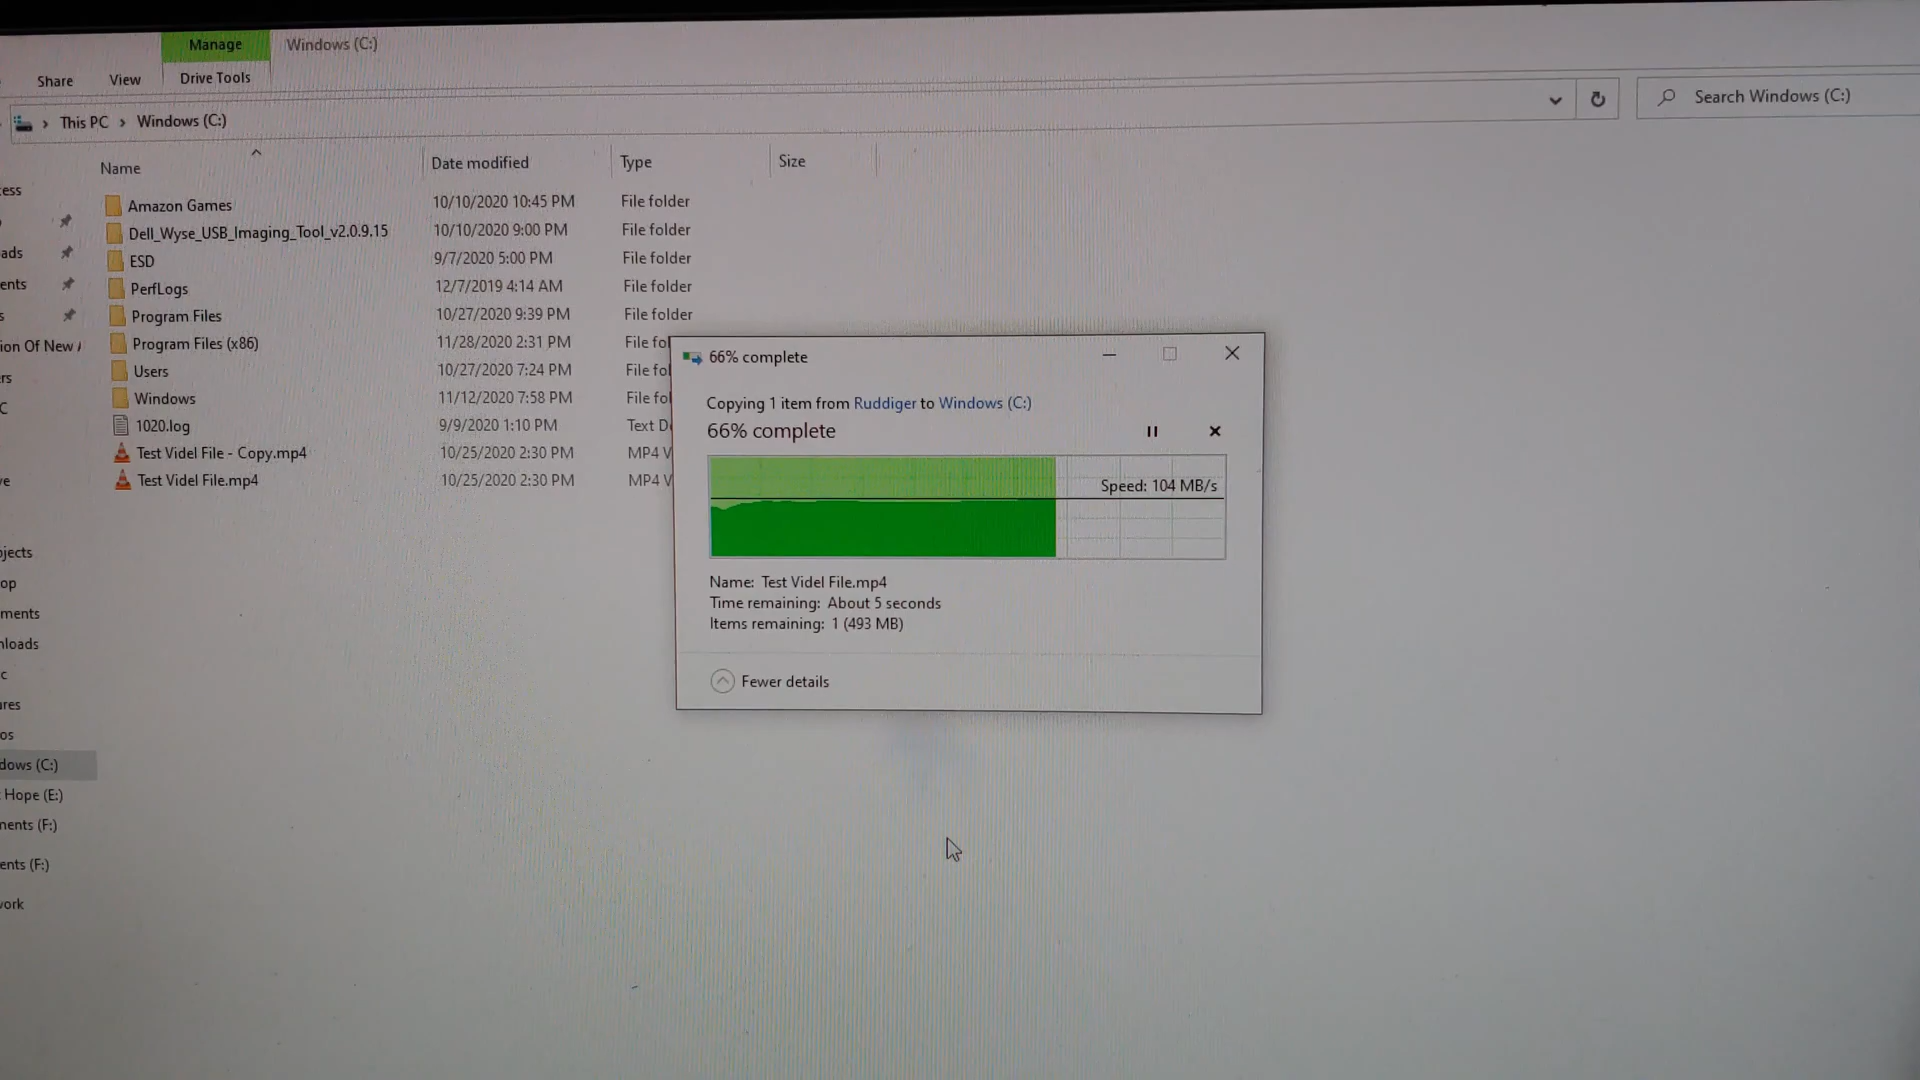 Manage Windows (C:)
Share View Drive Tools
This PC Windows (C:) Search Windows (C:)
Name Date modified Type Size
Amazon Games 10/10/2020 10:45 PM File folder
Dell_Wyse_USB_Imaging_Tool_v2.0.9.15 10/10/2020 9:00 PM File folder
ESD 9/7/2020 5:00 PM File folder
PerfLogs 12/7/2019 4:14 AM File folder
Program Files 10/27/2020 9:39 PM File folder
Program Files (x86) 11/28/2020 2:31 PM File fol
Users 10/27/2020 7:24 PM File fol
Windows 11/12/2020 7:58 PM File fol
1020.log 9/9/2020 1:10 PM Text D
Test Videl File - Copy.mp4 10/25/2020 2:30 PM MP4 V
Test Videl File.mp4 10/25/2020 2:30 PM MP4 V
ess
ads
ents
s
ion Of New
rs
C
ve
jects
op
ments
nloads
c
ures
os
dows (C:)
Hope (E:)
ments (F:)
ents (F:)
work
66% complete
Copying 1 item from Ruddiger to Windows (C:)
66% complete
Speed: 104 MB/s
Name: Test Videl File.mp4
Time remaining: About 5 seconds
Items remaining: 1 (493 MB)
Fewer details